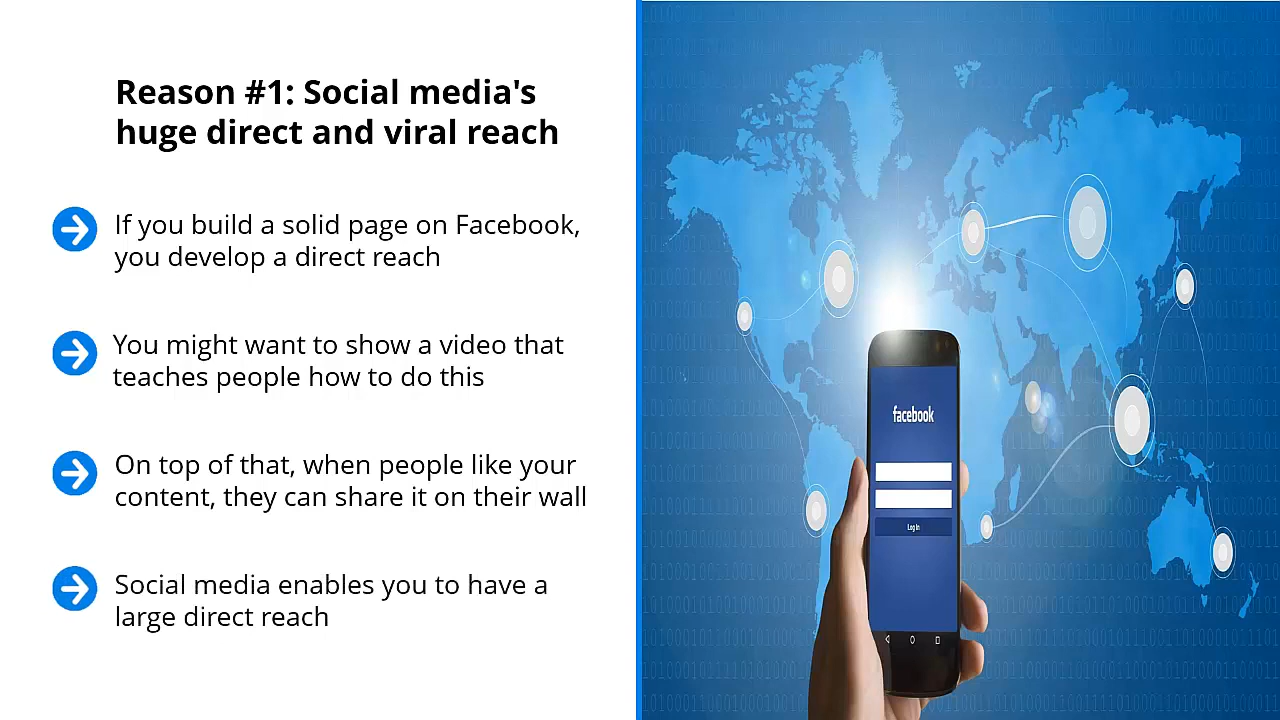 Reason #1: Social media's
huge direct and viral reach
If you build a solid page on Facebook,
you develop a direct reach
You might want to show a video that
teaches people how to do this
On top of that, when people like your
content, they can share it on their wall
Social media enables you to have a
large direct reach
facebook
Log In